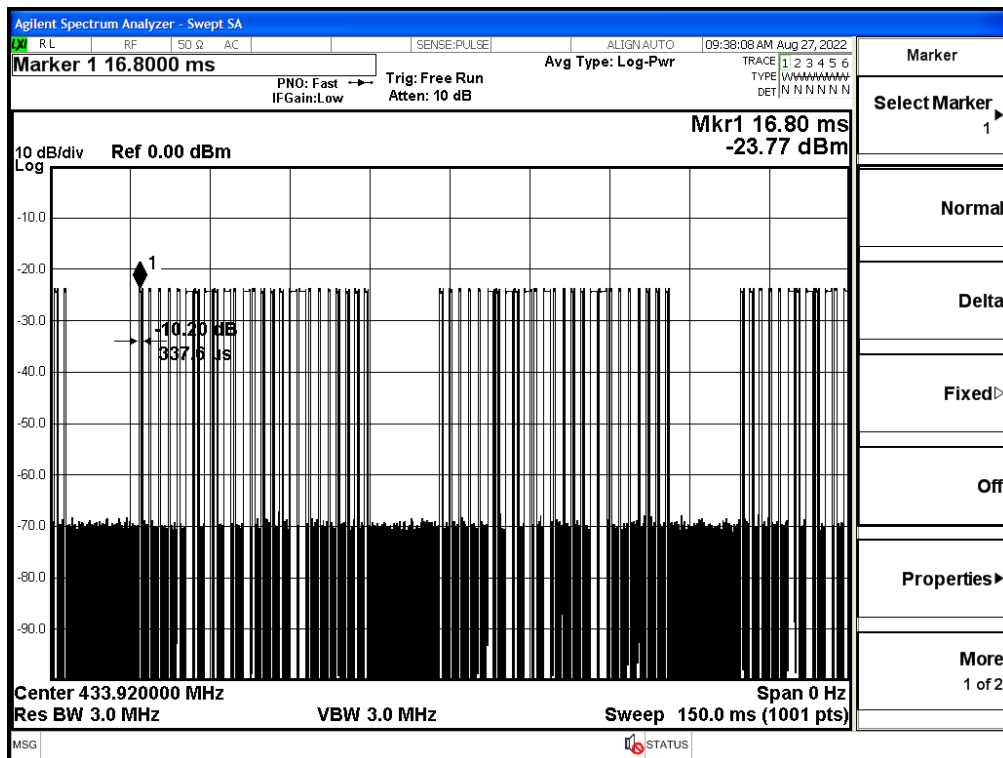 Agilent Spectrum Analyzer - Swept SA
LXI RL RF 50 Ω AC SENSE:PULSE ALIGNAUTO 09:38:08 AM Aug 27, 2022
Marker 1 16.8000 ms
PNO: Fast
IFGain:Low
Trig: Free Run
Atten: 10 dB
Avg Type: Log-Pwr
TRACE 1 2 3 4 5 6
TYPE WWWWWW
DET N N N N N N
Mkr1 16.80 ms
-23.77 dBm
10 dB/div Ref 0.00 dBm
Log
-10.0
-20.0
-30.0
-40.0
-50.0
-60.0
-70.0
-80.0
-90.0
1
-10.20 dB
337.6 µs
Center 433.920000 MHz Span 0 Hz
Res BW 3.0 MHz VBW 3.0 MHz Sweep 150.0 ms (1001 pts)
MSG STATUS
Marker
Select Marker
1
Normal
Delta
Fixed
Off
Properties
More
1 of 2